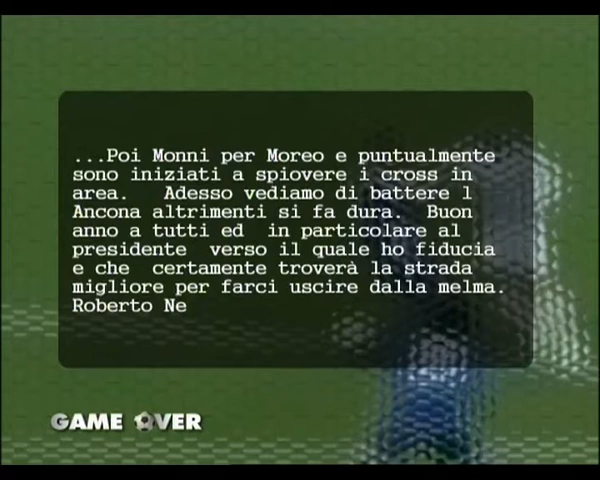 ...Poi Monni per Moreo e puntualmente
sono iniziati a spiovere i cross in
area.   Adesso vediamo di battere l
Ancona altrimenti si fa dura.  Buon
anno a tutti ed  in particolare al
presidente  verso il quale ho fiducia
e che  certamente troverà la strada
migliore per farci uscire dalla melma.
Roberto Ne
GAME OVER